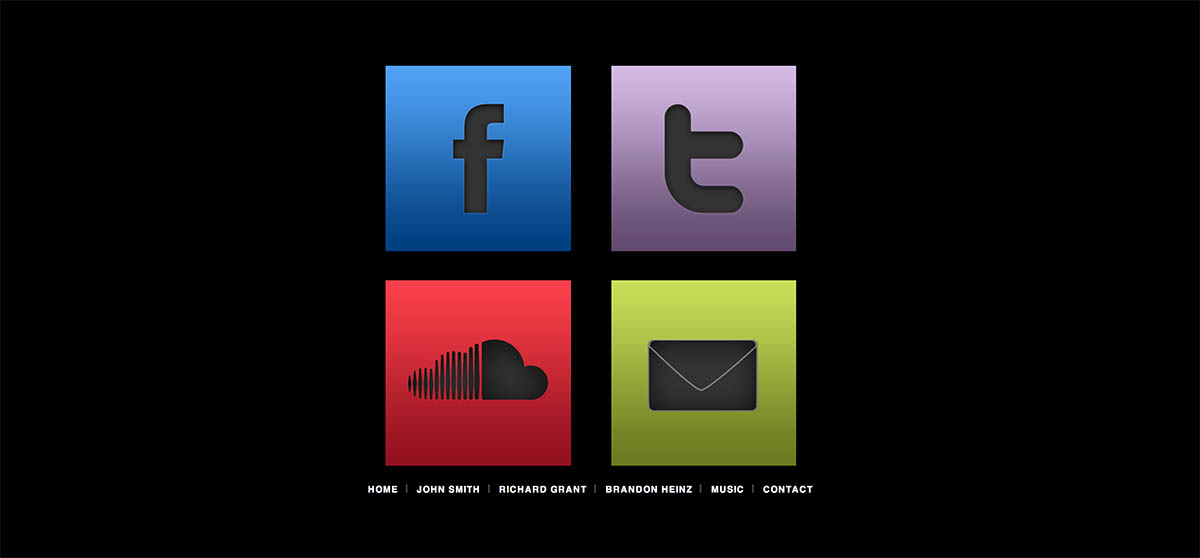 f t
HOME | JOHN SMITH | RICHARD GRANT | BRANDON HEINZ | MUSIC | CONTACT